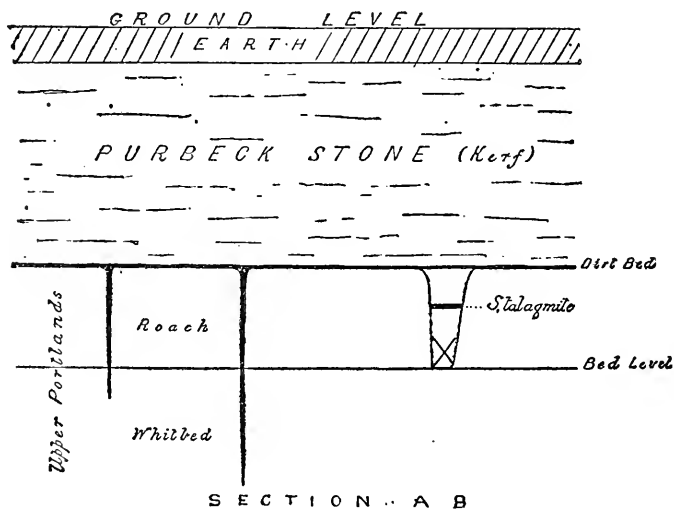 GROUND LEVEL
EARTH
PURBECK STONE (Kerf)
Dirt Bed
Stalagmite
Roach
Upper Portlands
Bed Level
Whitbed
SECTION .. A B